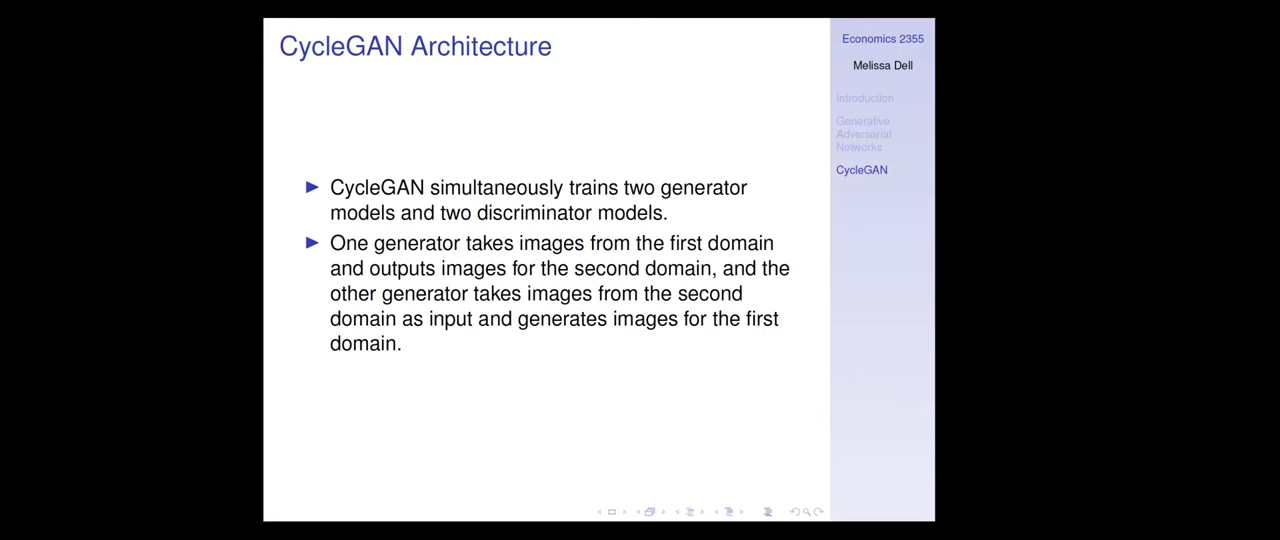 CycleGAN Architecture
CycleGAN simultaneously trains two generator
models and two discriminator models.
One generator takes images from the first domain
and outputs images for the second domain, and the
other generator takes images from the second
domain as input and generates images for the first
domain.
Economics 2355
Melissa Dell
Introduction
Generative
Adversarial
Networks
CycleGAN